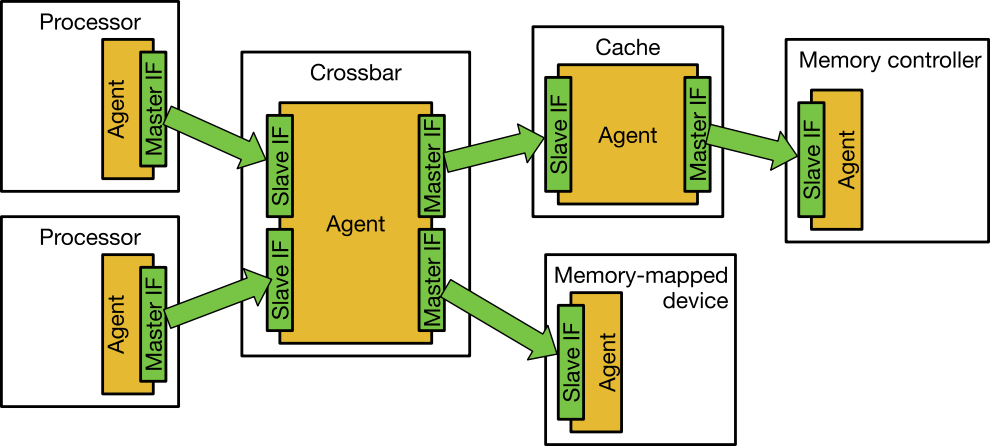 Processor
Agent
Master IF
Processor
Agent
Master IF
Crossbar
Slave IF
Slave IF
Agent
Master IF
Master IF
Cache
Slave IF
Agent
Master IF
Memory-mapped
device
Slave IF
Agent
Memory controller
Slave IF
Agent